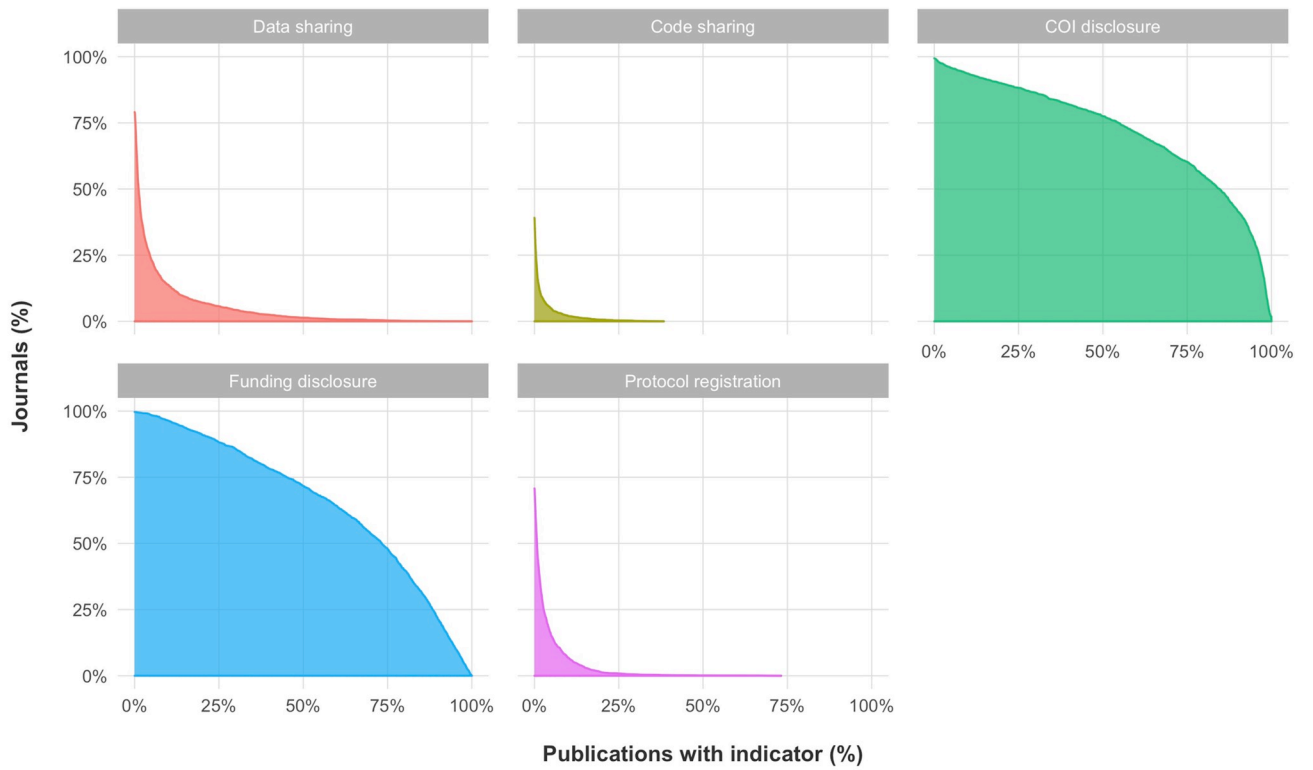 Data sharing
Code sharing
COI disclosure
100%
75%
50%
25%
0%
0% 25% 50% 75% 100%
Funding disclosure
Protocol registration
100%
75%
50%
25%
0%
0% 25% 50% 75% 100%
0% 25% 50% 75% 100%
Journals (%)
Publications with indicator (%)